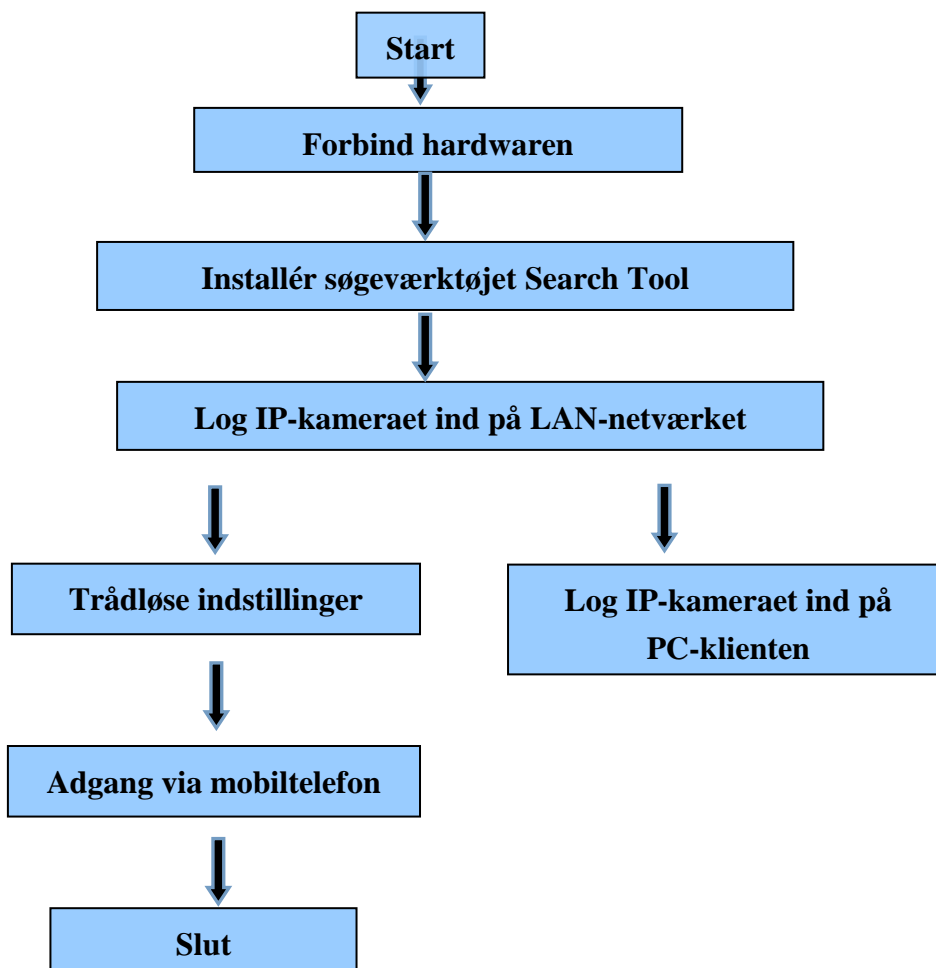 Start
Forbind hardwaren
Installér søgeværktøjet Search Tool
Log IP-kameraet ind på LAN-netværket
Trådløse indstillinger
Log IP-kameraet ind på
PC-klienten
Adgang via mobiltelefon
Slut